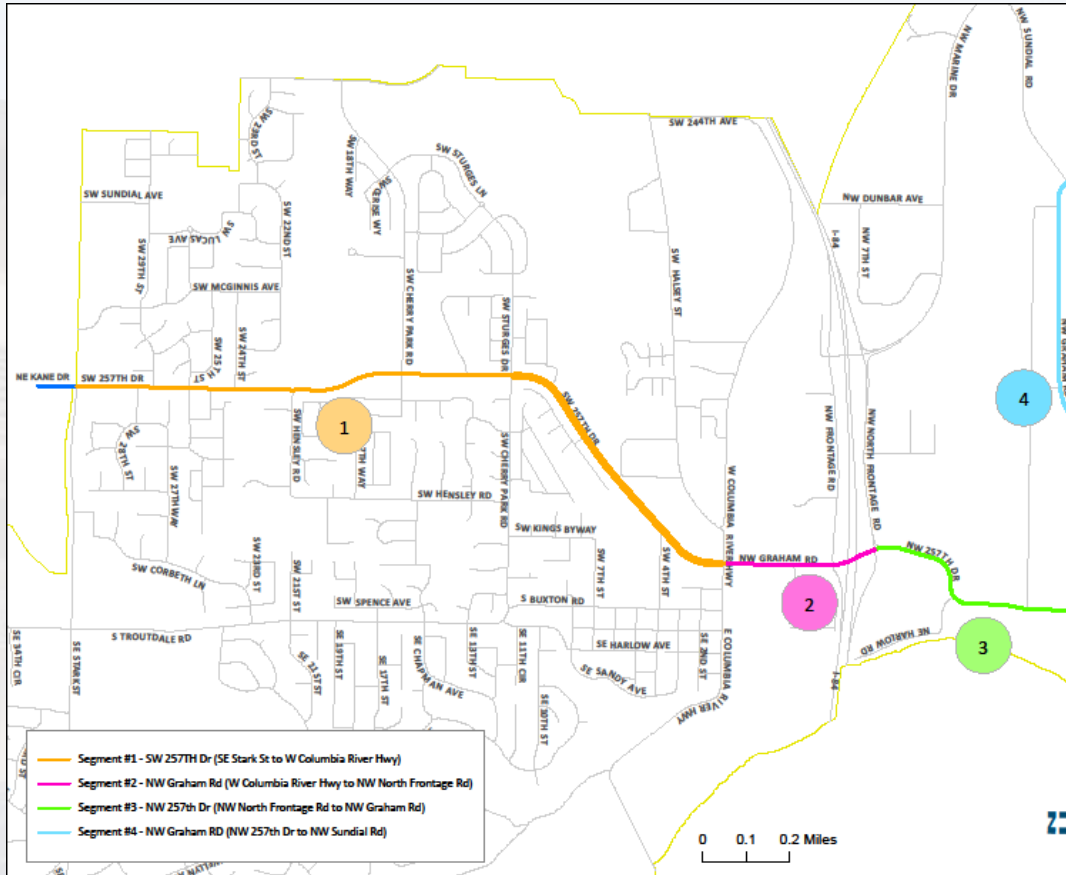 SW 244TH AVE
NW MARINE DR
NW SUNDIAL RD
SW 23RD ST
SW 18TH WAY
SW STURGES LN
SW CERISE WY
SW SUNDIAL AVE
NW DUNBAR AVE
SW 22ND ST
SW LUCAS AVE
SW 29TH ST
I-84
NW 7TH ST
SW HALSEY ST
SW MCGINNIS AVE
SW CHERRY PARK RD
SW STURGES DR
SW 25TH ST
SW 24TH ST
NE KANE DR
SW 257TH DR
4
1
SW 257TH DR
SW HENSLEY RD
NW FRONTAGE RD
NW NORTH FRONTAGE RD
SW 28TH ST
SW 27TH WAY
7TH WAY
SW CHERRY PARK RD
SW HENSLEY RD
W COLUMBIA RIVER HWY
SW KINGS BYWAY
NW GRAHAM RD
NW 257TH DR
SW CORBETH LN
SW 23RD ST
SW 21ST ST
SW 7TH ST
SW 4TH ST
2
SW SPENCE AVE
S BUXTON RD
S TROUTDALE RD
SE HARLOW AVE
NE HARLOW RD
3
SE 34TH CIR
SE STARK ST
SE 21 ST ST
SE 19TH ST
SE 17TH ST
SE CHAPMAN AVE
SE 13TH ST
SE 11TH CIR
SE SANDY AVE
SE 2ND ST
E COLUMBIA RIVER HWY
I-84
SE 10TH ST
Segment #1 - SW 257TH Dr (SE Stark St to W Columbia River Hwy)
Segment #2 - NW Graham Rd (W Columbia River Hwy to NW North Frontage Rd)
Segment #3 - NW 257th Dr (NW North Frontage Rd to NW Graham Rd)
Segment #4 - NW Graham RD (NW 257th Dr to NW Sundial Rd)
0 0.1 0.2 Miles